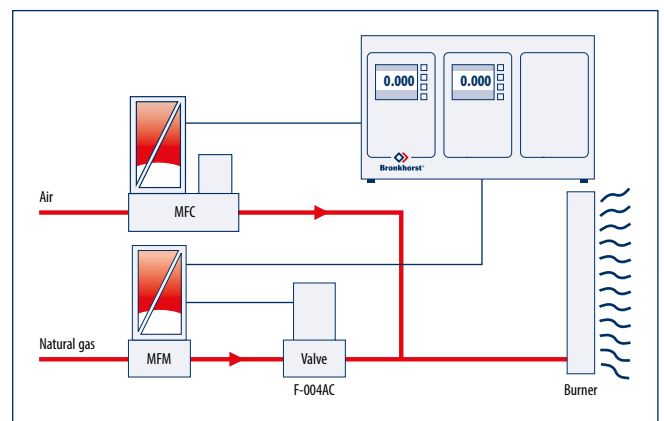 0.000
0.000
Bronkhorst®
Air
MFC
Natural gas
MFM
Valve
F-004AC
Burner